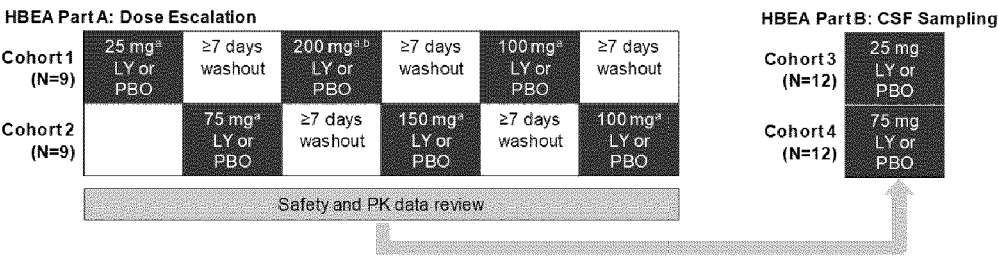 HBEA Part A: Dose Escalation
HBEA Part B: CSF Sampling
Cohort 1
(N=9)
25 mgᵃ
LY or
PBO
≥7 days
washout
200 mgᵃ,ᵇ
LY or
PBO
≥7 days
washout
100 mgᵃ
LY or
PBO
≥7 days
washout
Cohort 2
(N=9)
75 mgᵃ
LY or
PBO
≥7 days
washout
150 mgᵃ
LY or
PBO
≥7 days
washout
100 mgᵃ
LY or
PBO
Safety and PK data review
Cohort 3
(N=12)
25 mg
LY or
PBO
Cohort 4
(N=12)
75 mg
LY or
PBO